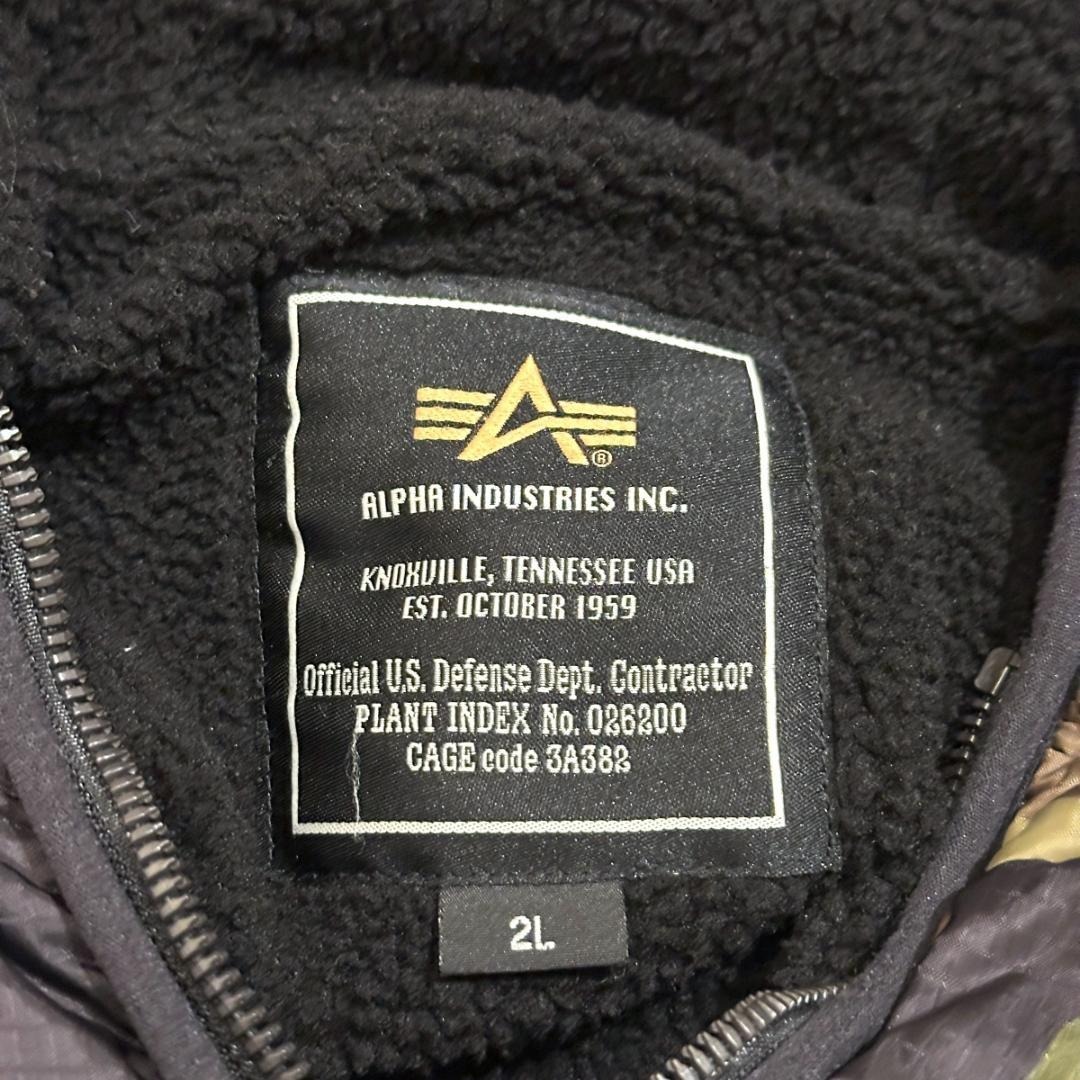 ALPHA INDUSTRIES INC.
KNOXVILLE, TENNESSEE USA
EST. OCTOBER 1959
Official U.S. Defense Dept. Contractor
PLANT INDEX No. 026200
CAGE code 3A382
2L